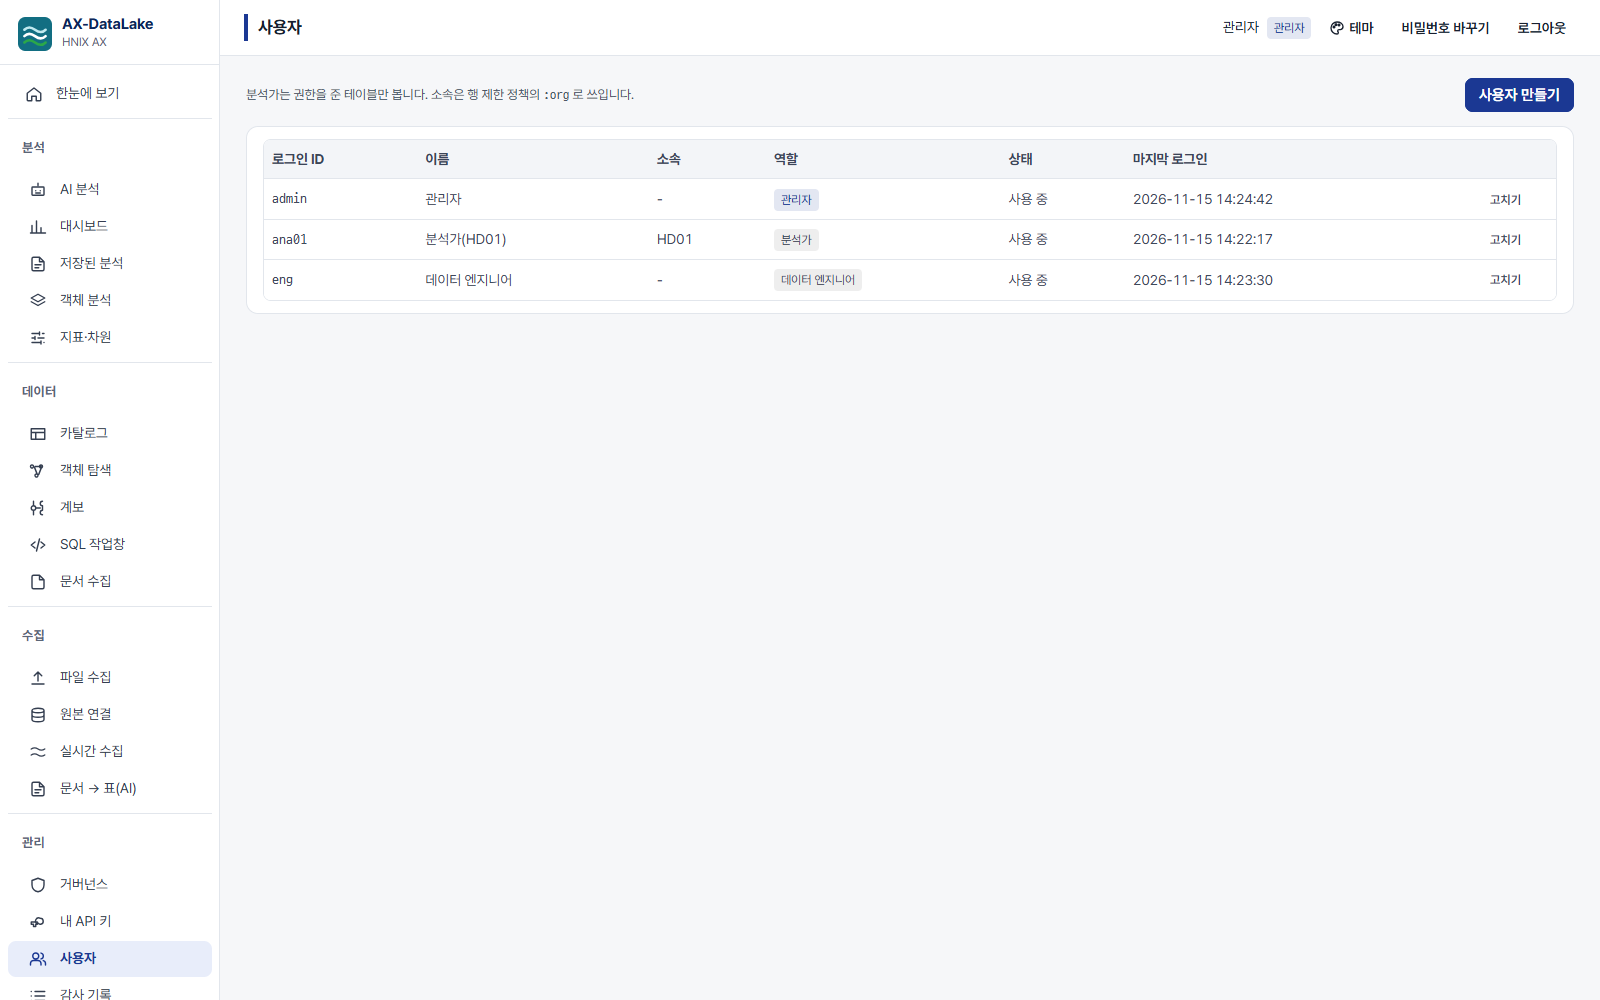 AX-DataLake
HNIX AX
한눈에 보기
분석
AI 분석
대시보드
저장된 분석
객체 분석
지표·차원
데이터
카탈로그
객체 탐색
계보
SQL 작업창
문서 수집
수집
파일 수집
원본 연결
실시간 수집
문서 → 표(AI)
관리
거버넌스
내 API 키
사용자
감사 기록
사용자
관리자 관리자 테마 비밀번호 바꾸기 로그아웃
분석가는 권한을 준 테이블만 봅니다. 소속은 행 제한 정책의 :org 로 쓰입니다.
사용자 만들기
로그인 ID 이름 소속 역할 상태 마지막 로그인
admin 관리자 - 관리자 사용 중 2026-11-15 14:24:42 고치기
ana01 분석가(HD01) HD01 분석가 사용 중 2026-11-15 14:22:17 고치기
eng 데이터 엔지니어 - 데이터 엔지니어 사용 중 2026-11-15 14:23:30 고치기